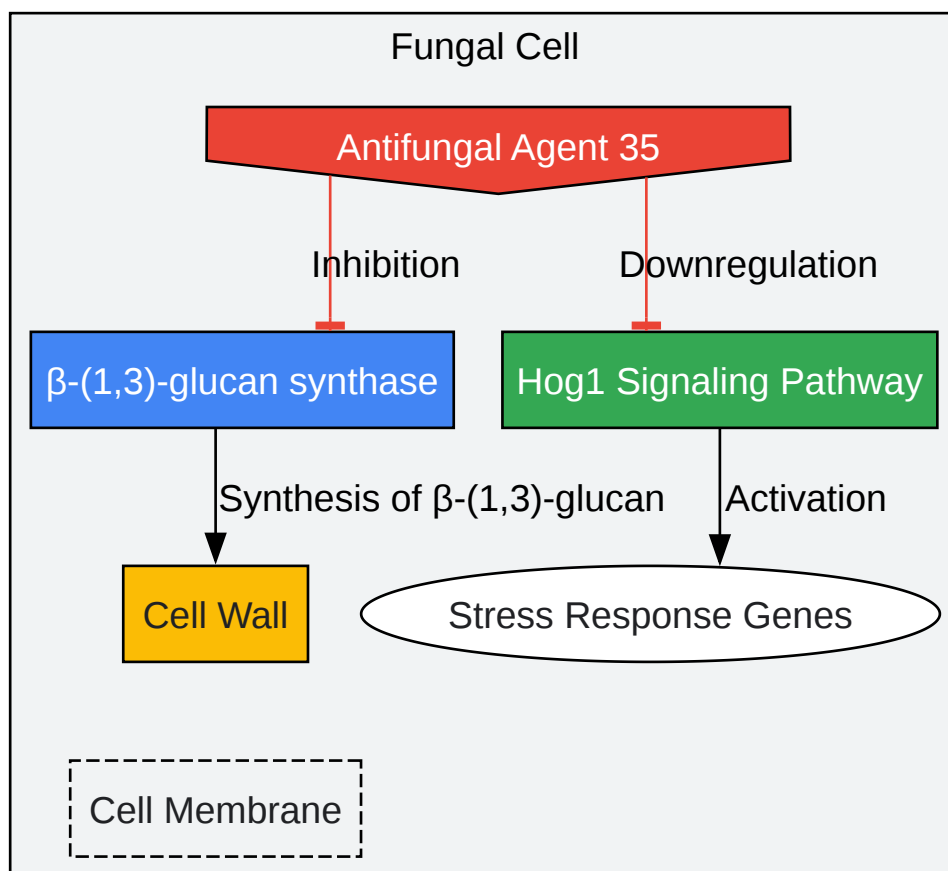 Fungal Cell
Antifungal Agent 35
Inhibition
Downregulation
β-(1,3)-glucan synthase
Hog1 Signaling Pathway
Synthesis of β-(1,3)-glucan
Activation
Cell Wall
Stress Response Genes
Cell Membrane